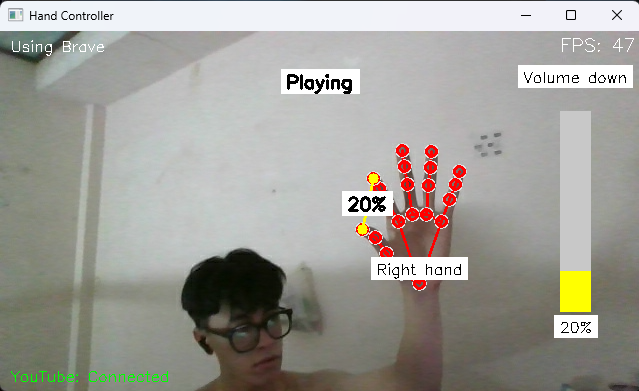 Hand Controller
Using Brave
FPS: 47
Playing
Volume down
20%
Right hand
20%
YouTube: Connected